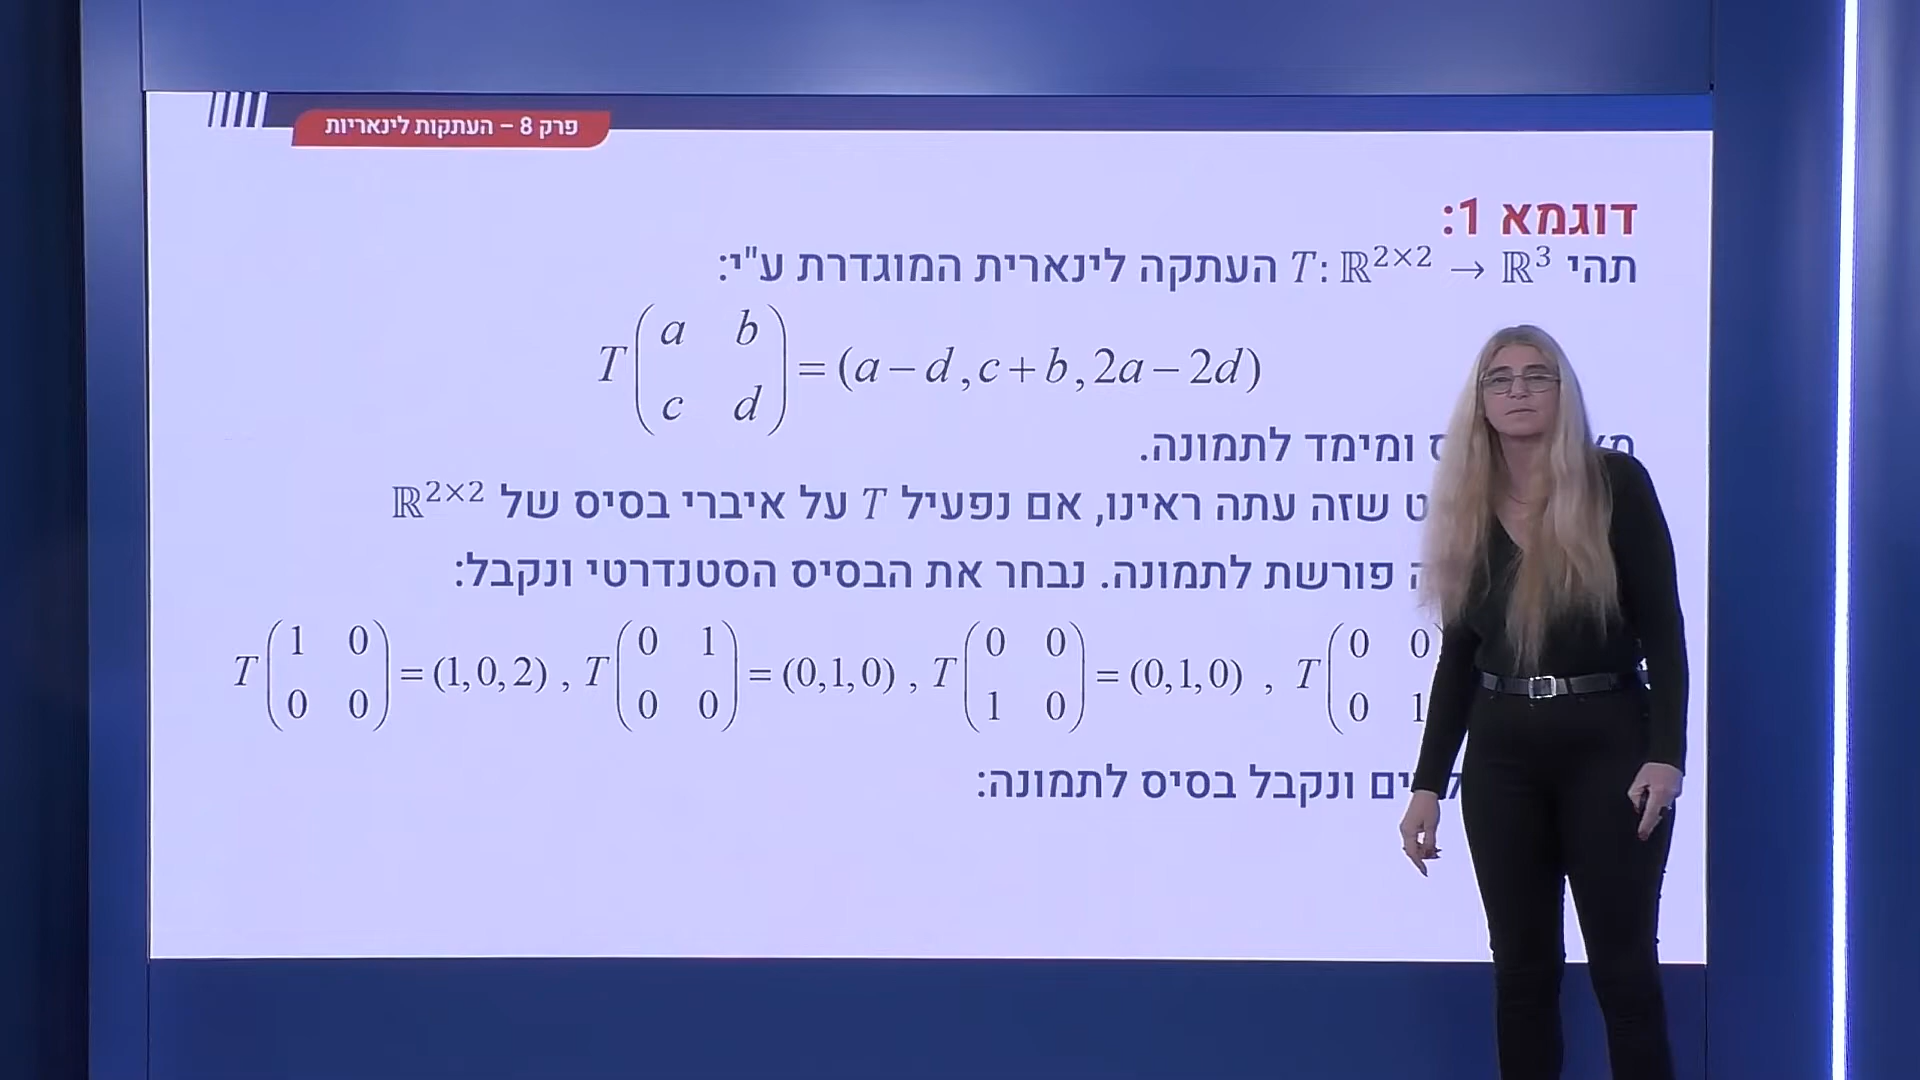 פרק 8 – העתקות לינאריות
דוגמא 1:
תהי T: ℝ^{2×2} → ℝ^3 העתקה לינארית המוגדרת ע"י:
T(a b; c d) = (a − d, c + b, 2a − 2d)
ומימד לתמונה.
שזה עתה ראינו, אם נפעיל T על איברי בסיס של ℝ^{2×2}
פורשת לתמונה. נבחר את הבסיס הסטנדרטי ונקבל:
T(1 0; 0 0) = (1,0,2) , T(0 1; 0 0) = (0,1,0) , T(0 0; 1 0) = (0,1,0) , T(0 0; 0 1
ונקבל בסיס לתמונה: